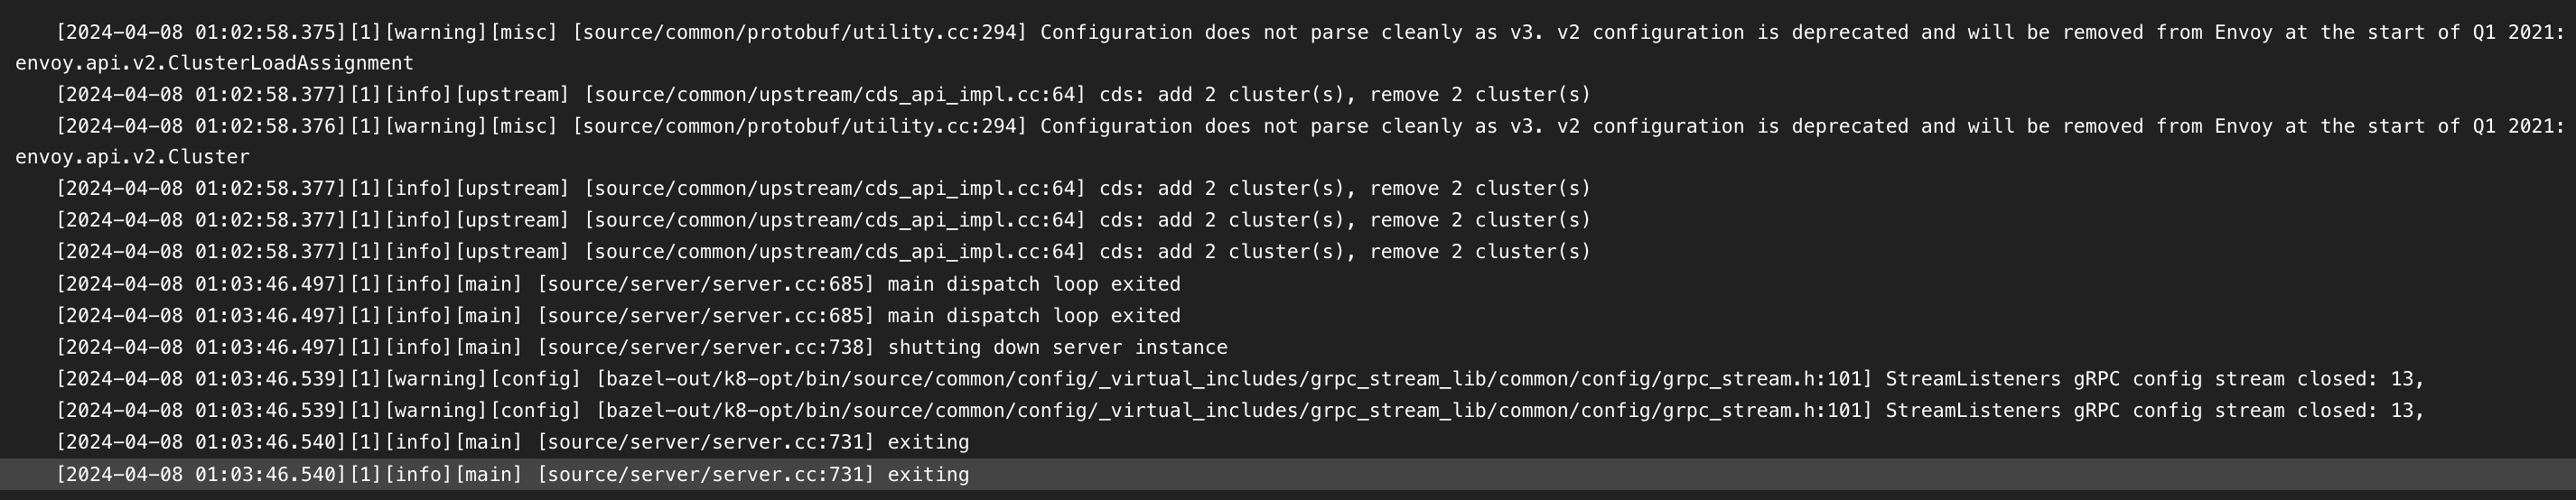 [2024-04-08 01:02:58.375][1][warning][misc] [source/common/protobuf/utility.cc:294] Configuration does not parse cleanly as v3. v2 configuration is deprecated and will be removed from Envoy at the start of Q1 2021:
envoy.api.v2.ClusterLoadAssignment
[2024-04-08 01:02:58.377][1][info][upstream] [source/common/upstream/cds_api_impl.cc:64] cds: add 2 cluster(s), remove 2 cluster(s)
[2024-04-08 01:02:58.376][1][warning][misc] [source/common/protobuf/utility.cc:294] Configuration does not parse cleanly as v3. v2 configuration is deprecated and will be removed from Envoy at the start of Q1 2021:
envoy.api.v2.Cluster
[2024-04-08 01:02:58.377][1][info][upstream] [source/common/upstream/cds_api_impl.cc:64] cds: add 2 cluster(s), remove 2 cluster(s)
[2024-04-08 01:02:58.377][1][info][upstream] [source/common/upstream/cds_api_impl.cc:64] cds: add 2 cluster(s), remove 2 cluster(s)
[2024-04-08 01:02:58.377][1][info][upstream] [source/common/upstream/cds_api_impl.cc:64] cds: add 2 cluster(s), remove 2 cluster(s)
[2024-04-08 01:03:46.497][1][info][main] [source/server/server.cc:685] main dispatch loop exited
[2024-04-08 01:03:46.497][1][info][main] [source/server/server.cc:685] main dispatch loop exited
[2024-04-08 01:03:46.497][1][info][main] [source/server/server.cc:738] shutting down server instance
[2024-04-08 01:03:46.539][1][warning][config] [bazel-out/k8-opt/bin/source/common/config/_virtual_includes/grpc_stream_lib/common/config/grpc_stream.h:101] StreamListeners gRPC config stream closed: 13,
[2024-04-08 01:03:46.539][1][warning][config] [bazel-out/k8-opt/bin/source/common/config/_virtual_includes/grpc_stream_lib/common/config/grpc_stream.h:101] StreamListeners gRPC config stream closed: 13,
[2024-04-08 01:03:46.540][1][info][main] [source/server/server.cc:731] exiting
[2024-04-08 01:03:46.540][1][info][main] [source/server/server.cc:731] exiting